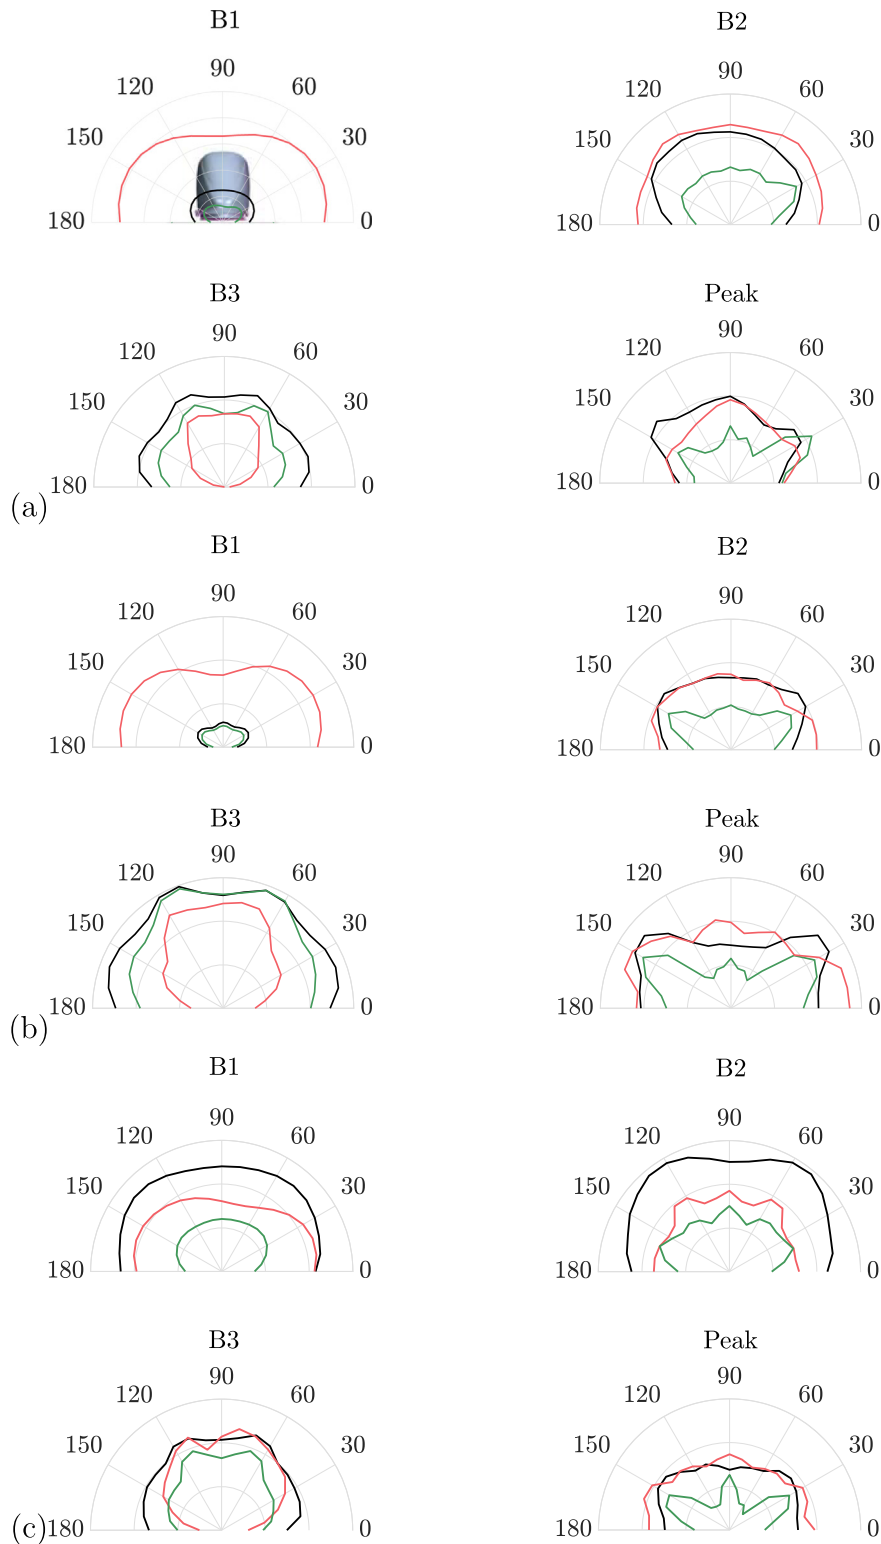 B1 B2
90 90
120 60 120 60
150 30 150 30
180 0 180 0
B3 Peak
90 90
120 60 120 60
150 30 150 30
(a) 180 0 180 0
B1 B2
90 90
120 60 120 60
150 30 150 30
180 0 180 0
B3 Peak
90 90
120 60 120 60
150 30 150 30
(b) 180 0 180 0
B1 B2
90 90
120 60 120 60
150 30 150 30
180 0 180 0
B3 Peak
90 90
120 60 120 60
150 30 150 30
(c) 180 0 180 0